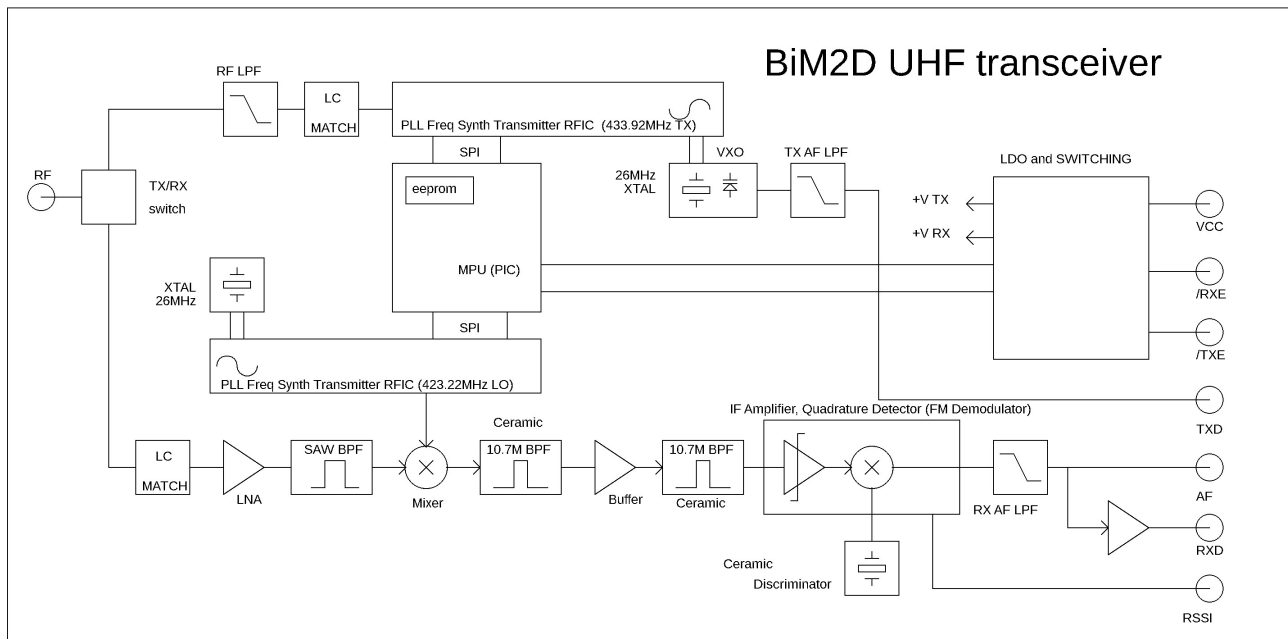 BiM2D UHF transceiver
RF LPF
LC
MATCH
PLL Freq Synth Transmitter RFIC (433.92MHz TX)
SPI
VXO
TX AF LPF
LDO and SWITCHING
26MHz
XTAL
RF
TX/RX
switch
eeprom
+V TX
VCC
+V RX
MPU (PIC)
XTAL
26MHz
/RXE
SPI
/TXE
PLL Freq Synth Transmitter RFIC (423.22MHz LO)
IF Amplifier, Quadrature Detector (FM Demodulator)
Ceramic
TXD
LC
MATCH
SAW BPF
10.7M BPF
10.7M BPF
LNA
Mixer
Buffer
Ceramic
RX AF LPF
AF
RXD
Ceramic
Discriminator
RSSI